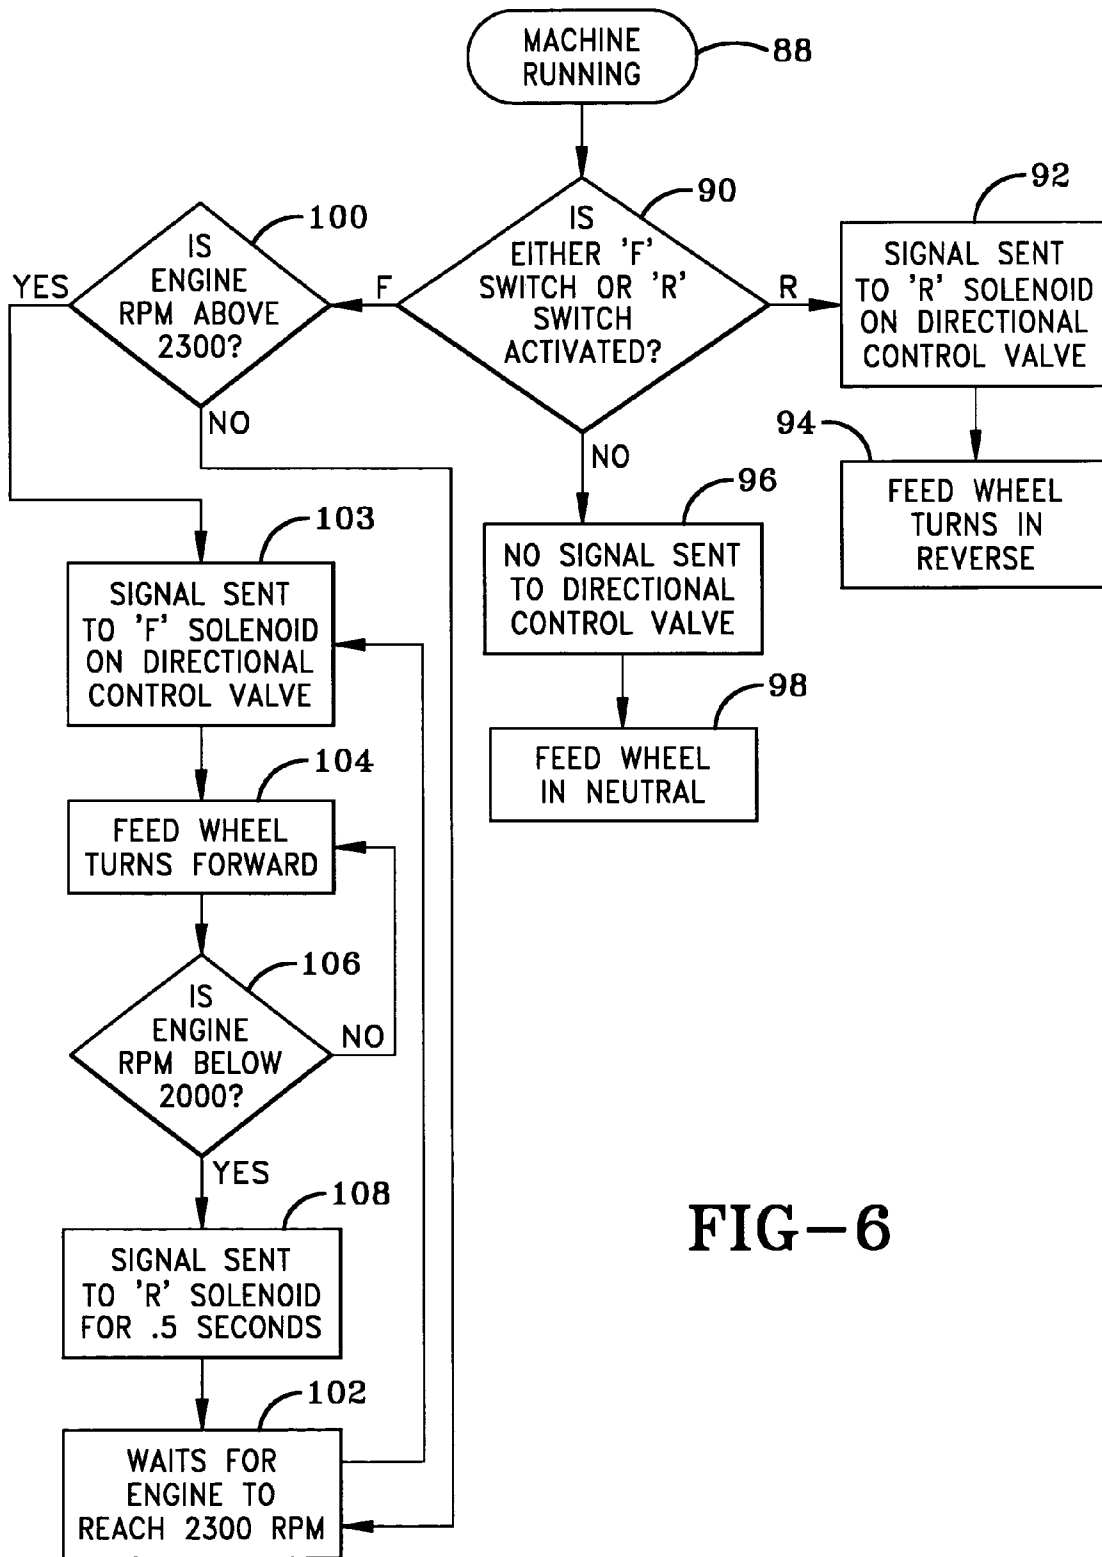 MACHINE
RUNNING
88
IS
EITHER 'F'
SWITCH OR 'R'
SWITCH
ACTIVATED?
90
F
R
NO
92
SIGNAL SENT
TO 'R' SOLENOID
ON DIRECTIONAL
CONTROL VALVE
94
FEED WHEEL
TURNS IN
REVERSE
96
NO SIGNAL SENT
TO DIRECTIONAL
CONTROL VALVE
98
FEED WHEEL
IN NEUTRAL
100
IS
ENGINE
RPM ABOVE
2300?
YES
NO
103
SIGNAL SENT
TO 'F' SOLENOID
ON DIRECTIONAL
CONTROL VALVE
104
FEED WHEEL
TURNS FORWARD
106
IS
ENGINE
RPM BELOW
2000?
NO
YES
108
SIGNAL SENT
TO 'R' SOLENOID
FOR .5 SECONDS
102
WAITS FOR
ENGINE TO
REACH 2300 RPM
FIG-6